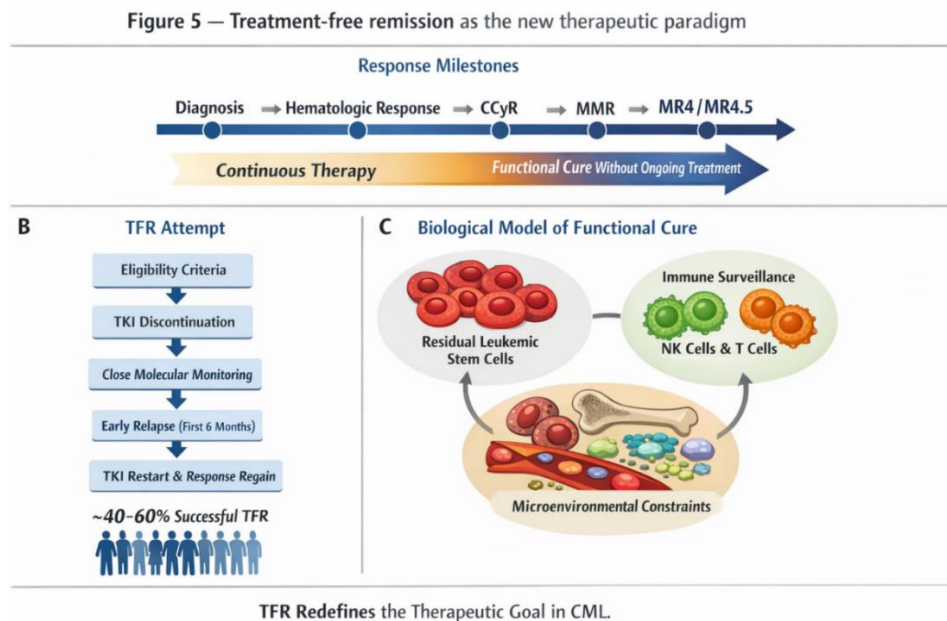 Figure 5 — Treatment-free remission as the new therapeutic paradigm
Response Milestones
Diagnosis → Hematologic Response → CCyR → MMR → MR4 / MR4.5
Continuous Therapy
Functional Cure Without Ongoing Treatment
B
TFR Attempt
Eligibility Criteria
TKI Discontinuation
Close Molecular Monitoring
Early Relapse (First 6 Months)
TKI Restart & Response Regain
~40–60% Successful TFR
C
Biological Model of Functional Cure
Residual Leukemic
Stem Cells
Immune Surveillance
NK Cells & T Cells
Microenvironmental Constraints
TFR Redefines the Therapeutic Goal in CML.